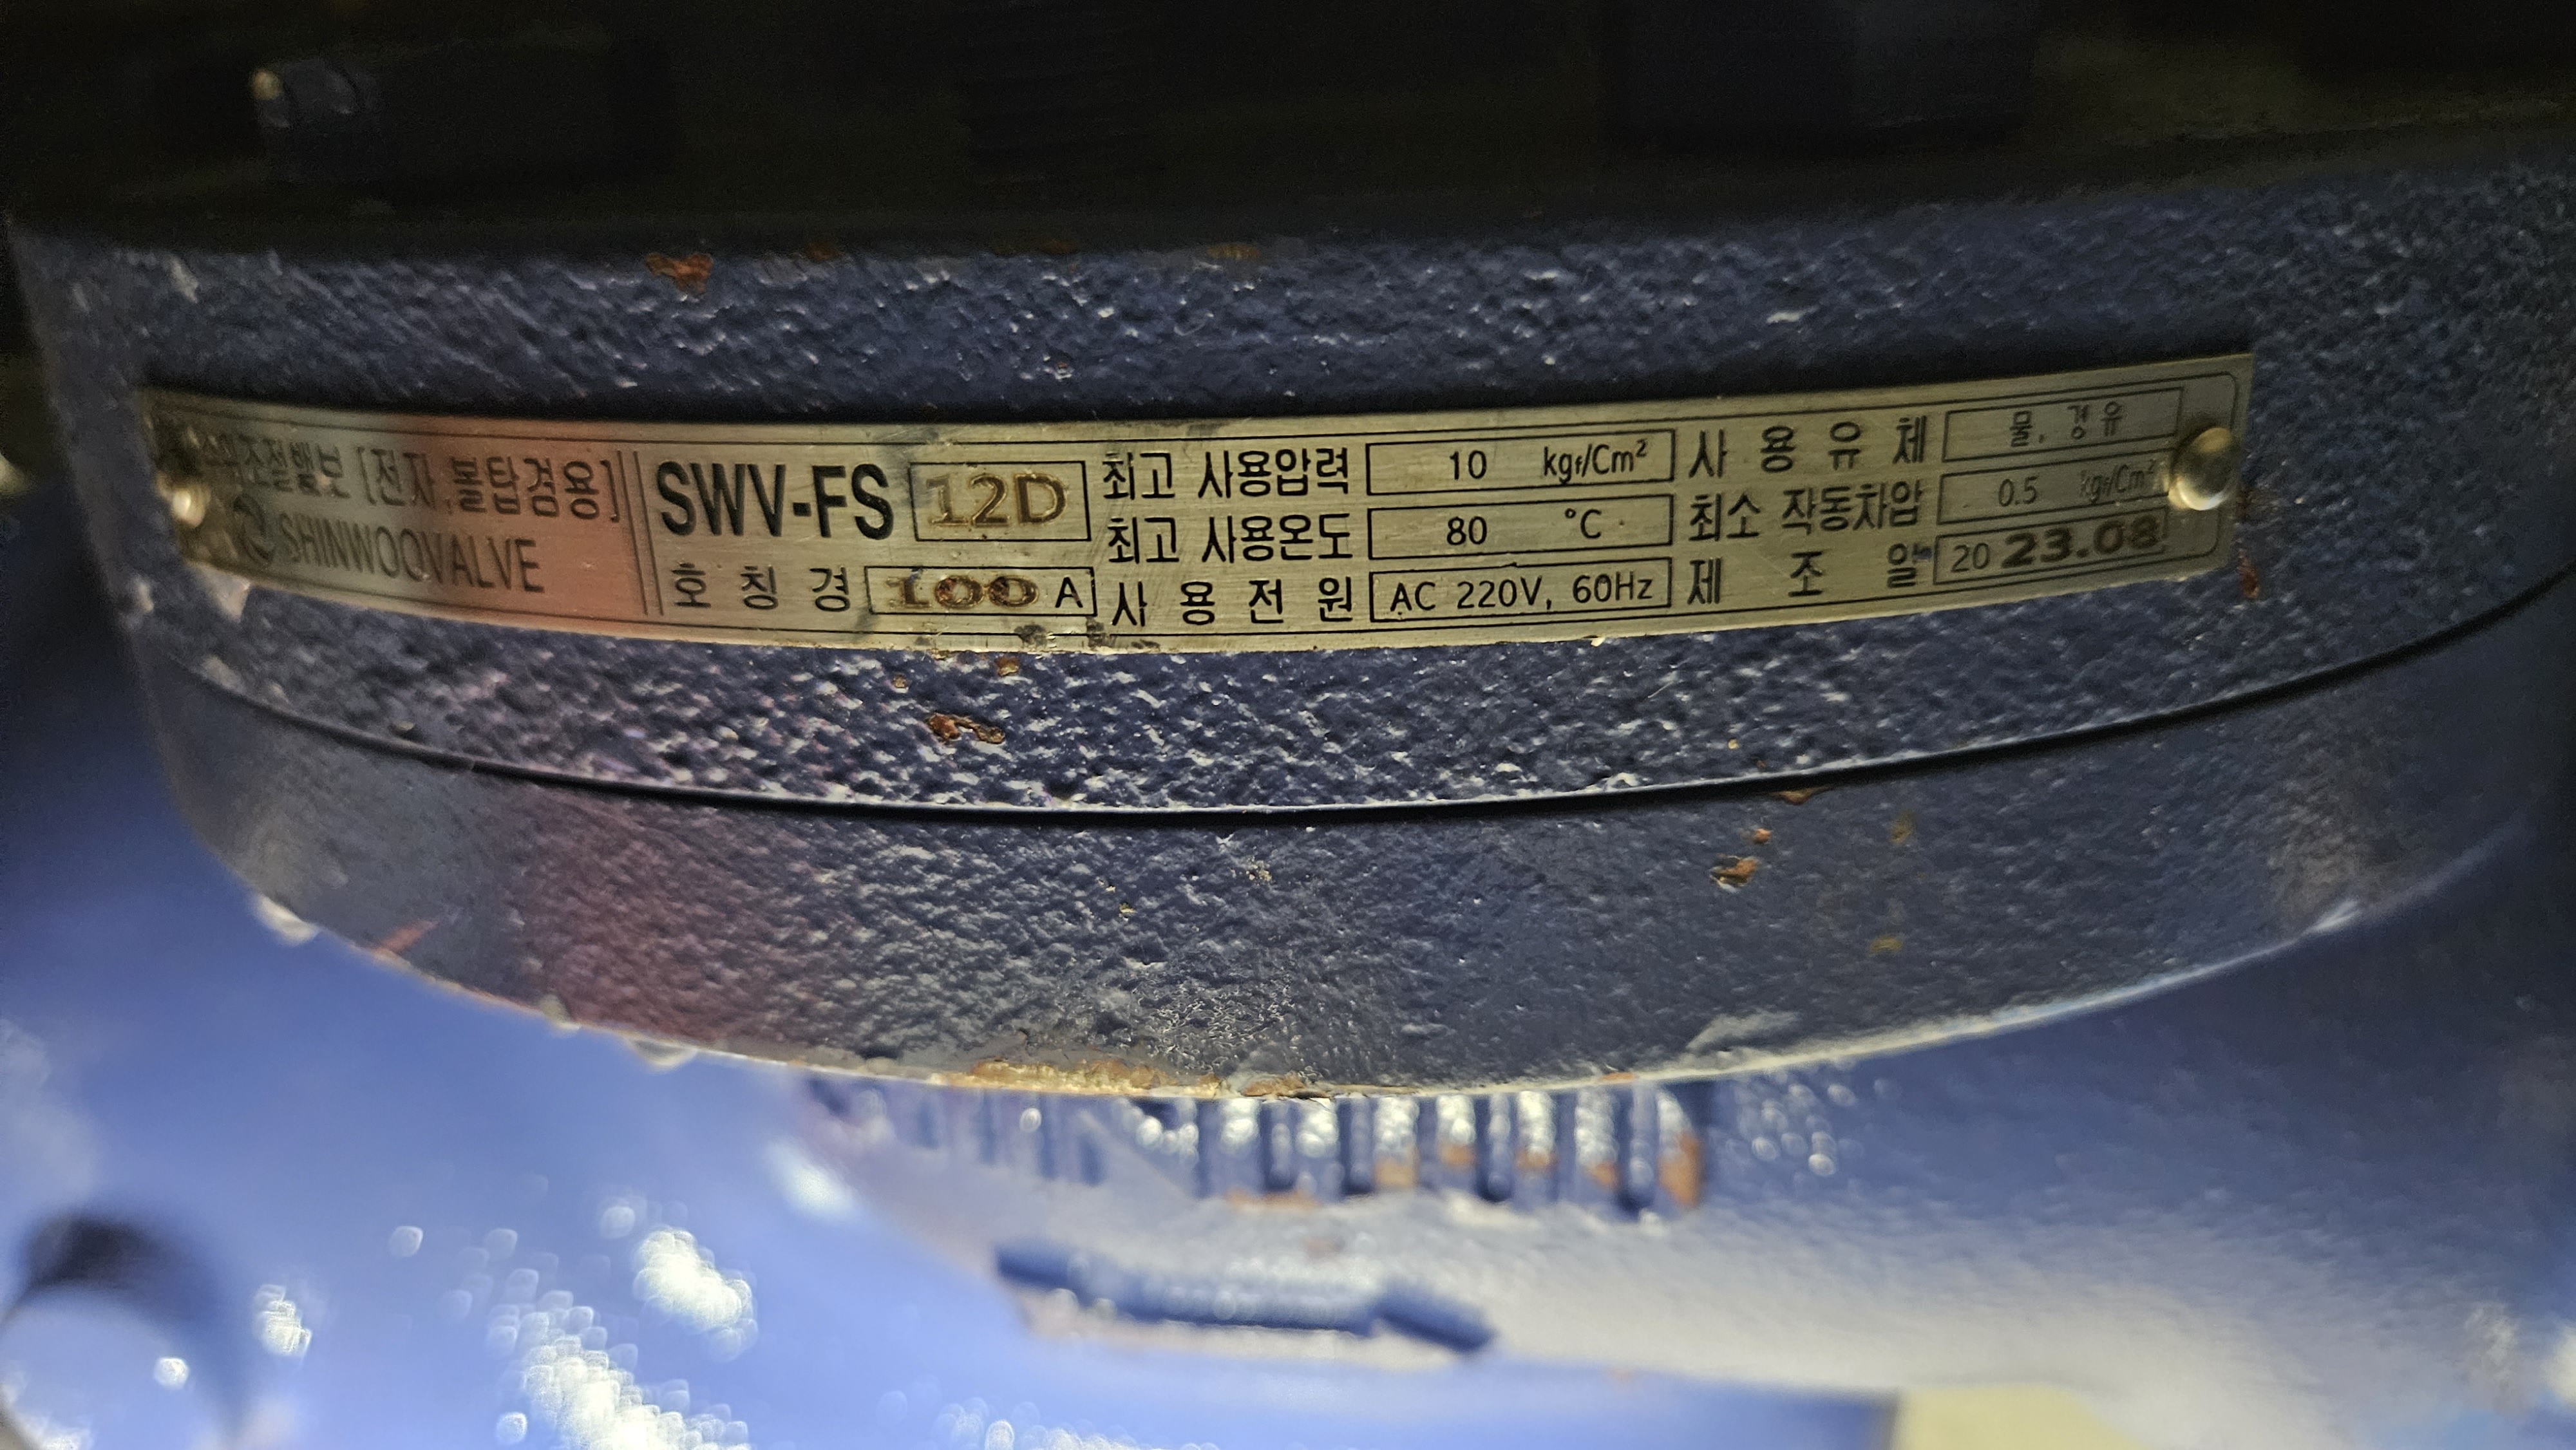 수위조절밸브 [전자,볼탑겸용]
SHINWOOVALVE
SWV-FS 12D
호칭경 100 A
최고 사용압력 10 kgf/Cm²
최고 사용온도 80 °C
사용전원 AC 220V, 60Hz
사용유체 물, 경유
최소 작동차압 0.5 kgf/Cm²
제조일 2023.08